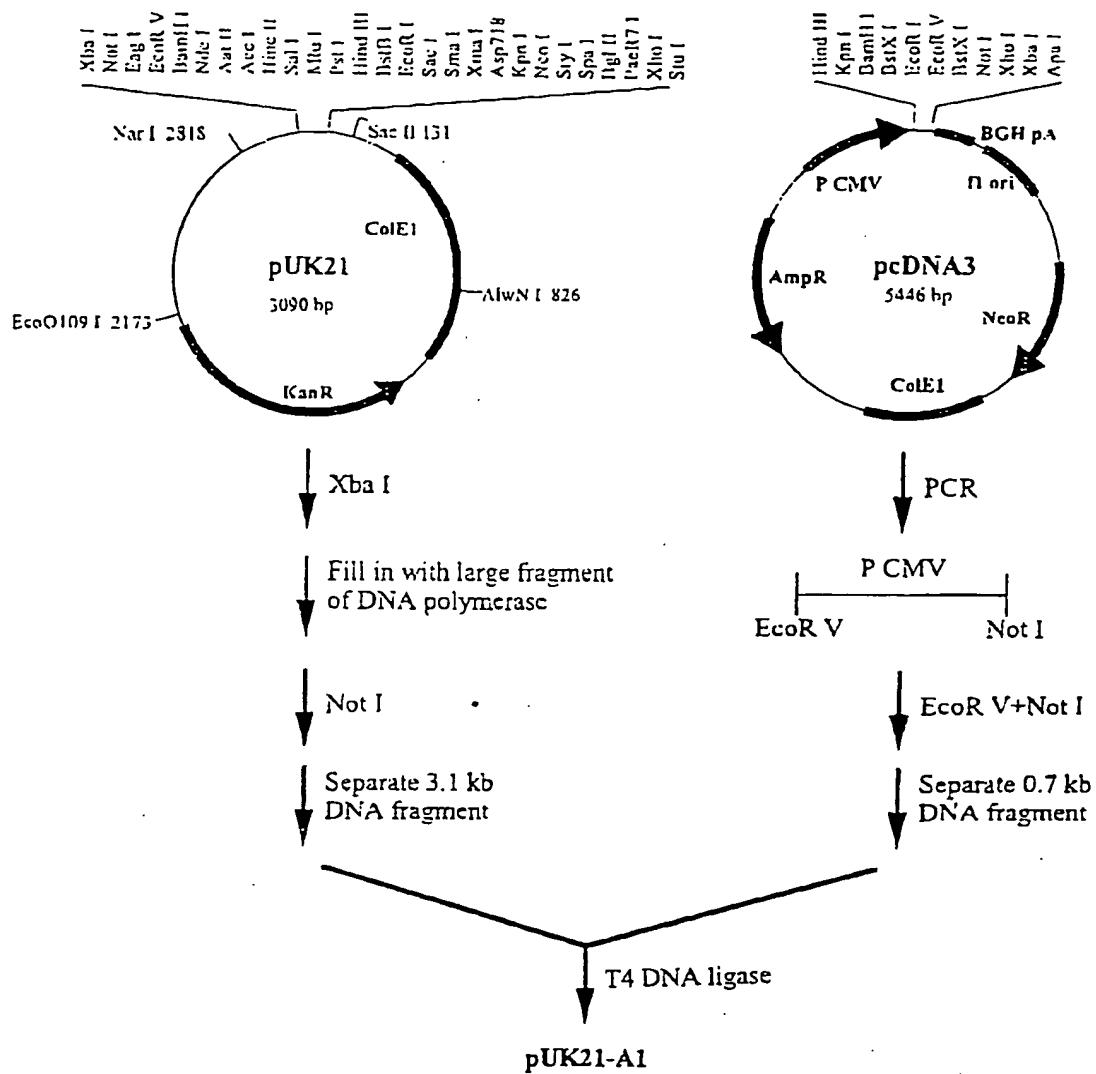 Xba I
Not I
Eag I
EcoR V
BamH I
Nde I
Aat II
Acc I
Hinc II
Sal I
Mlu I
Pst I
Hind III
BstB I
EcoR I
Sac I
Sma I
Xma I
Asp718
Kpn I
Nco I
Sty I
Spa I
Bgl II
PaeR7 I
Xho I
Stu I
Hind III
Kpn I
BamH I
BstX I
EcoR I
EcoR V
BstX I
Not I
Xho I
Xba I
Apa I
Nar I 2818
Sac II 131
ColE1
pUK21
3090 bp
AlwN I 826
EcoO109 I 2173
KanR
BGH pA
P CMV
f1 ori
AmpR
pcDNA3
5446 bp
NeoR
ColE1
Xba I
PCR
Fill in with large fragment
of DNA polymerase
P CMV
EcoR V
Not I
Not I
EcoR V+Not I
Separate 3.1 kb
DNA fragment
Separate 0.7 kb
DNA fragment
T4 DNA ligase
pUK21-A1